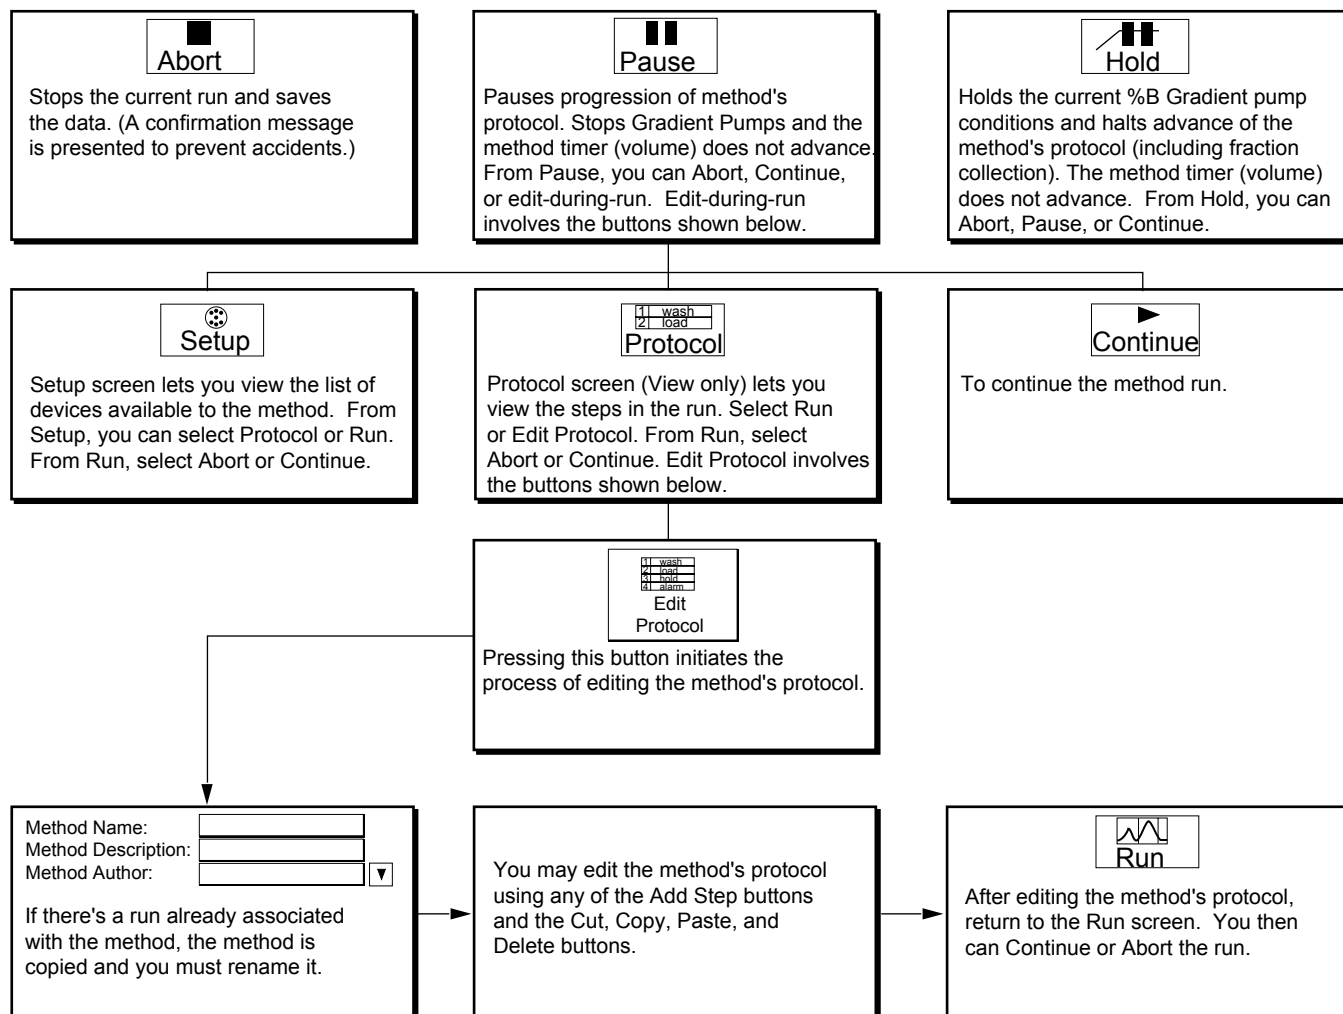 Abort
Stops the current run and saves
the data. (A confirmation message
is presented to prevent accidents.)
Pause
Pauses progression of method's
protocol. Stops Gradient Pumps and the
method timer (volume) does not advance.
From Pause, you can Abort, Continue,
or edit-during-run. Edit-during-run
involves the buttons shown below.
Hold
Holds the current %B Gradient pump
conditions and halts advance of the
method's protocol (including fraction
collection). The method timer (volume)
does not advance. From Hold, you can
Abort, Pause, or Continue.
Setup
Setup screen lets you view the list of
devices available to the method. From
Setup, you can select Protocol or Run.
From Run, select Abort or Continue.
1 wash
2 load
Protocol
Protocol screen (View only) lets you
view the steps in the run. Select Run
or Edit Protocol. From Run, select
Abort or Continue. Edit Protocol involves
the buttons shown below.
Continue
To continue the method run.
1 wash
2 load
3 hold
4 alarm
Edit
Protocol
Pressing this button initiates the
process of editing the method's protocol.
Method Name:
Method Description:
Method Author:
If there's a run already associated
with the method, the method is
copied and you must rename it.
You may edit the method's protocol
using any of the Add Step buttons
and the Cut, Copy, Paste, and
Delete buttons.
Run
After editing the method's protocol,
return to the Run screen. You then
can Continue or Abort the run.